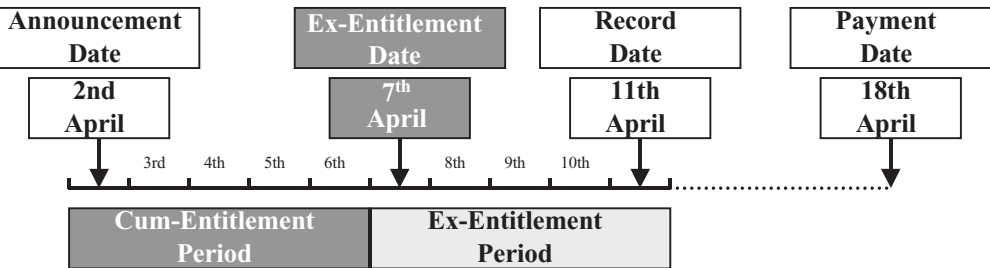 Announcement
Date
Ex-Entitlement
Date
Record
Date
Payment
Date
2nd
April
7th
April
11th
April
18th
April
3rd 4th 5th 6th 8th 9th 10th
Cum-Entitlement
Period
Ex-Entitlement
Period